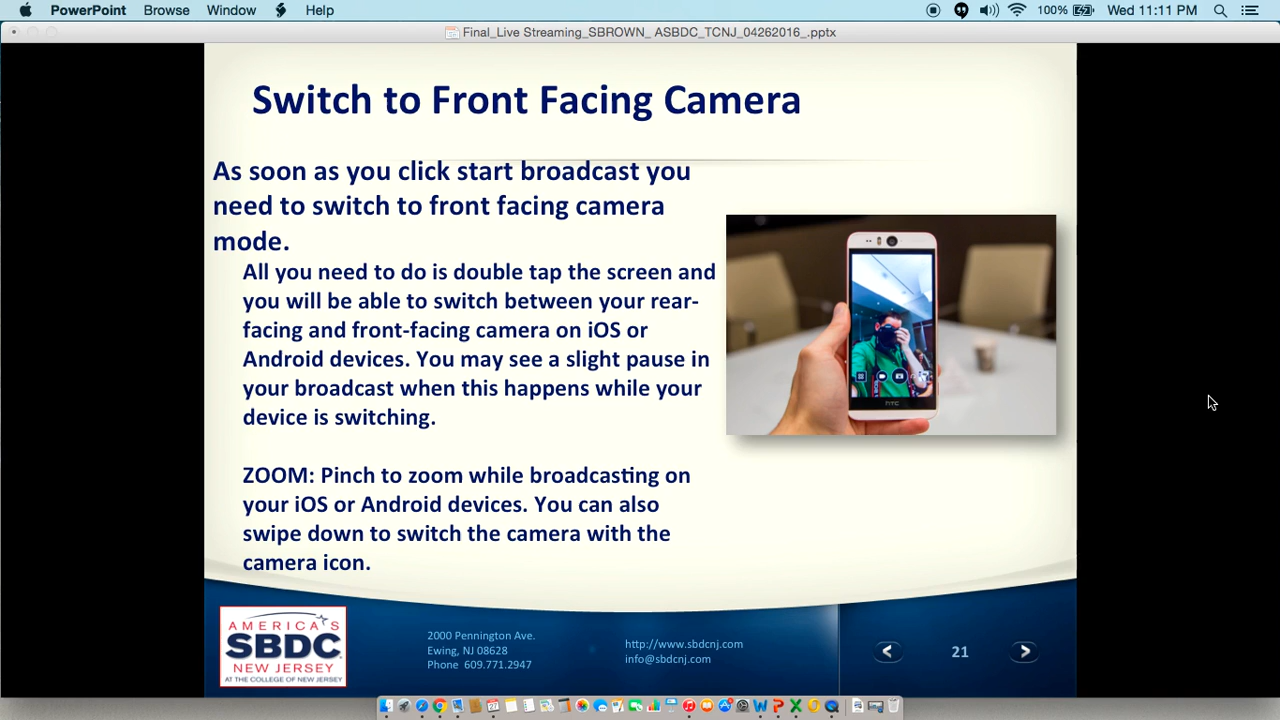 PowerPoint Browse Window Help 100% Wed 11:11 PM
Final_Live Streaming_SBROWN_ ASBDC_TCNJ_04262016_.pptx
Switch to Front Facing Camera
As soon as you click start broadcast you
need to switch to front facing camera
mode.
All you need to do is double tap the screen and
you will be able to switch between your rear-
facing and front-facing camera on iOS or
Android devices. You may see a slight pause in
your broadcast when this happens while your
device is switching.
ZOOM: Pinch to zoom while broadcasting on
your iOS or Android devices. You can also
swipe down to switch the camera with the
camera icon.
hTC
AMERICA'S
SBDC
NEW JERSEY
AT THE COLLEGE OF NEW JERSEY
2000 Pennington Ave.
Ewing, NJ 08628
Phone 609.771.2947
http://www.sbdcnj.com
info@sbdcnj.com
21